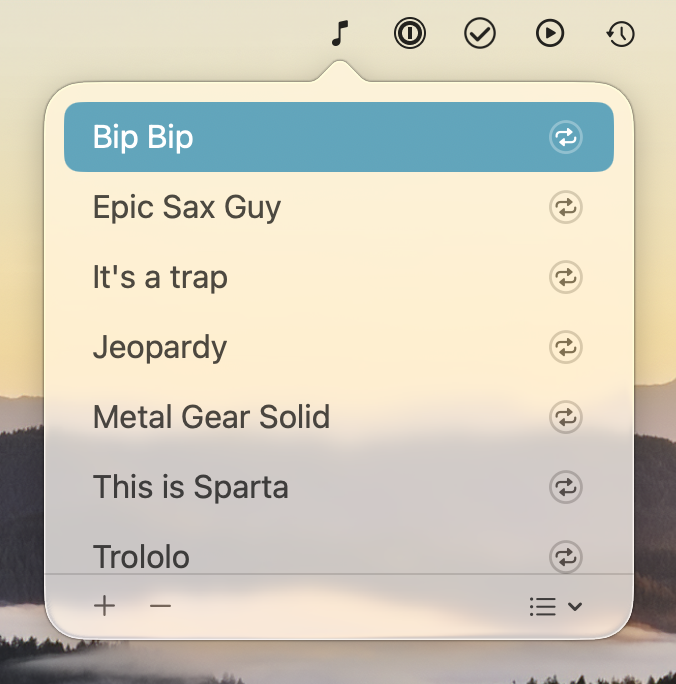 Bip Bip
Epic Sax Guy
It's a trap
Jeopardy
Metal Gear Solid
This is Sparta
Trololo